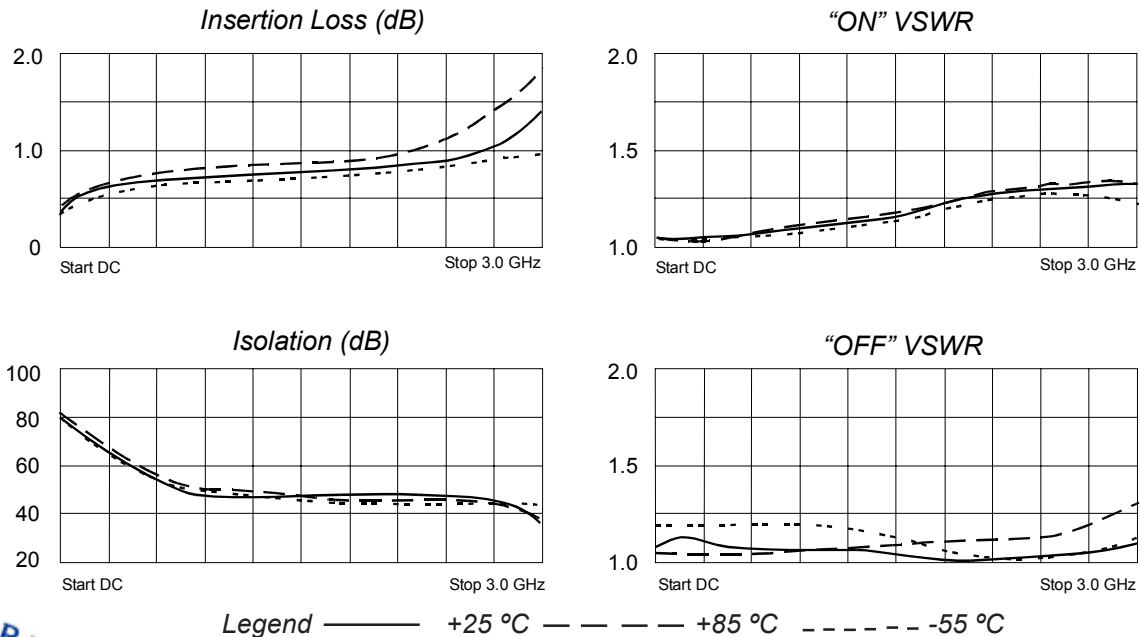 Insertion Loss (dB)
2.0
1.0
0
Start DC
Stop 3.0 GHz
“ON” VSWR
2.0
1.5
1.0
Start DC
Stop 3.0 GHz
Isolation (dB)
100
80
60
40
20
Start DC
Stop 3.0 GHz
“OFF” VSWR
2.0
1.5
1.0
Start DC
Stop 3.0 GHz
Legend +25 ºC +85 ºC -55 ºC